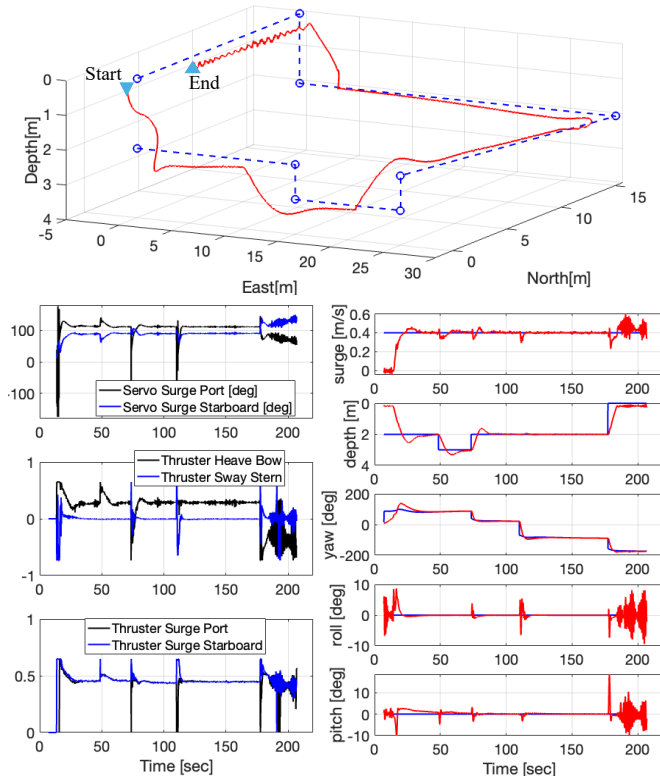 0
1
2
3
4
Depth[m]
Start
End
-5
0
5
10
15
20
25
30
East[m]
0
5
10
15
North[m]
100
0
-100
Servo Surge Port [deg]
Servo Surge Starboard [deg]
0 50 100 150 200
1
0
-1
Thruster Heave Bow
Thruster Sway Stern
0 50 100 150 200
1
0.5
0
Thruster Surge Port
Thruster Surge Starboard
0 50 100 150 200
Time [sec]
surge [m/s]
0.6
0.4
0.2
0
0 50 100 150 200
depth [m]
0
2
4
0 50 100 150 200
yaw [deg]
200
0
-200
0 50 100 150 200
roll [deg]
10
0
-10
0 50 100 150 200
pitch [deg]
10
0
-10
0 50 100 150 200
Time [sec]